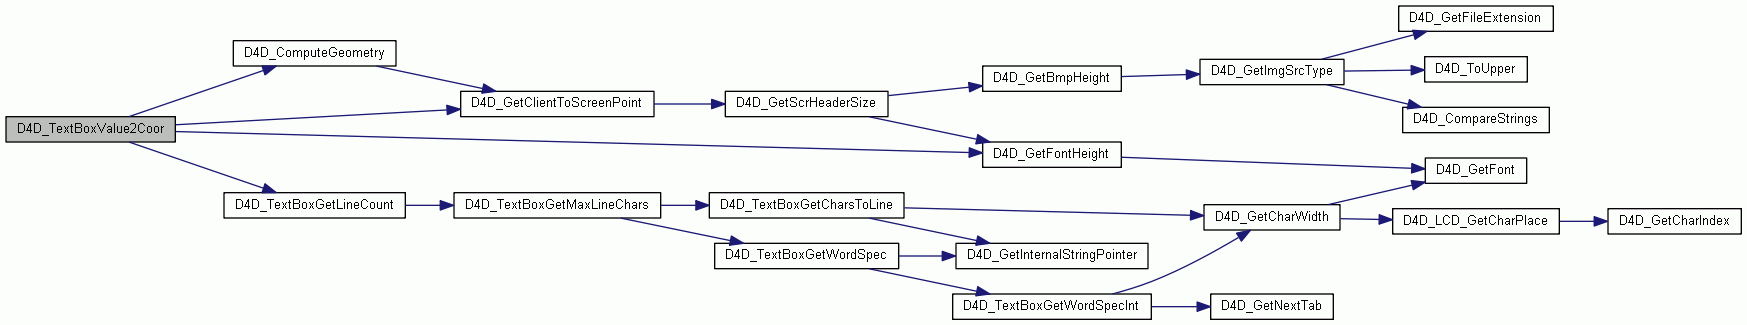 D4D_TextBoxValue2Coor
D4D_ComputeGeometry
D4D_GetClientToScreenPoint
D4D_GetScrHeaderSize
D4D_GetBmpHeight
D4D_GetImgSrcType
D4D_GetFileExtension
D4D_ToUpper
D4D_CompareStrings
D4D_GetFontHeight
D4D_GetFont
D4D_TextBoxGetLineCount
D4D_TextBoxGetMaxLineChars
D4D_TextBoxGetCharsToLine
D4D_GetCharWidth
D4D_LCD_GetCharPlace
D4D_GetCharIndex
D4D_TextBoxGetWordSpec
D4D_GetInternalStringPointer
D4D_TextBoxGetWordSpecInt
D4D_GetNextTab